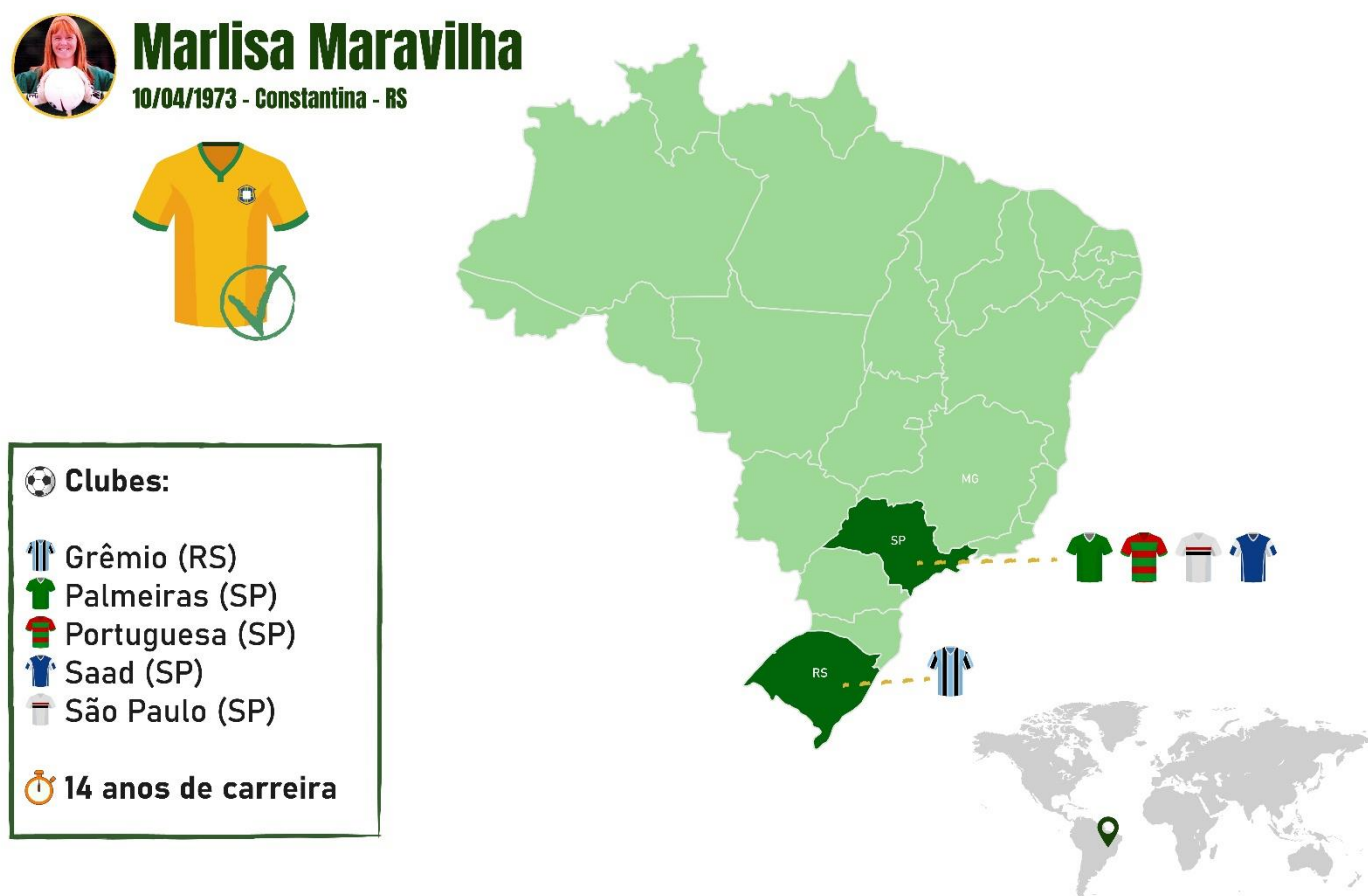 Marlisa Maravilha
10/04/1973 - Constantina - RS
Clubes:
Grêmio (RS)
Palmeiras (SP)
Portuguesa (SP)
Saad (SP)
São Paulo (SP)
14 anos de carreira
MG
SP
RS